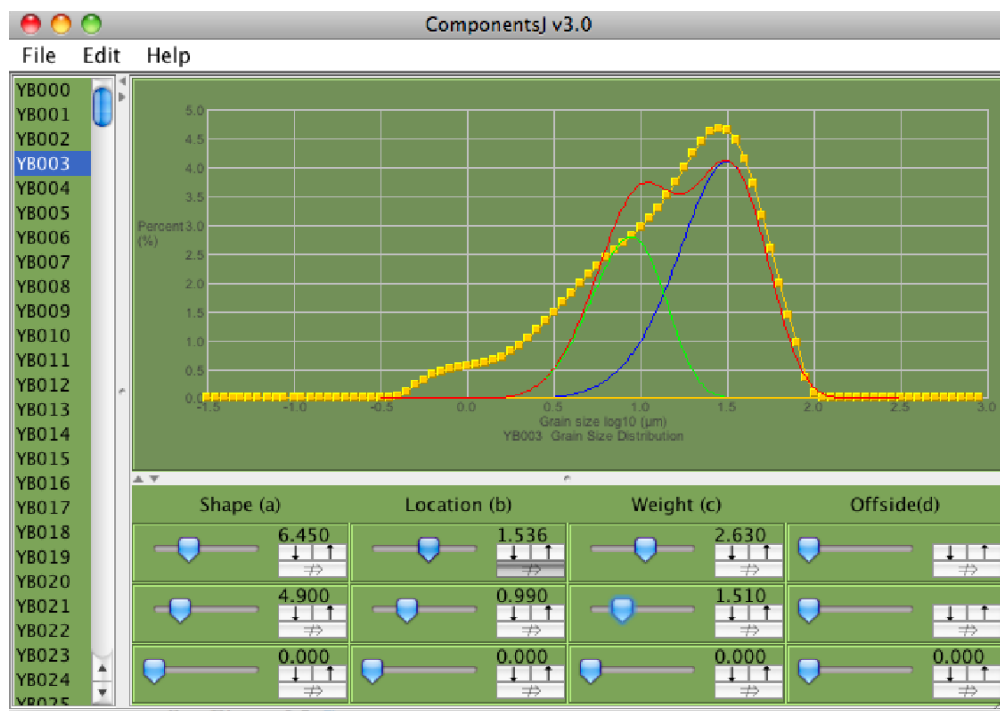 ComponentsJ v3.0
File Edit Help
YB000
YB001
YB002
YB003
YB004
YB005
YB006
YB007
YB008
YB009
YB010
YB011
YB012
YB013
YB014
YB015
YB016
YB017
YB018
YB019
YB020
YB021
YB022
YB023
YB024
YB025
5.0
4.5
4.0
3.5
Percent 3.0
(%)
2.5
2.0
1.5
1.0
0.5
0.0
-1.5 -1.0 -0.5 0.0 0.5 1.0 1.5 2.0 2.5 3.0
Grain size log10 (µm)
YB003 Grain Size Distribution
Shape (a) Location (b) Weight (c) Offside(d)
6.450 1.536 2.630
4.900 0.990 1.510
0.000 0.000 0.000 0.000